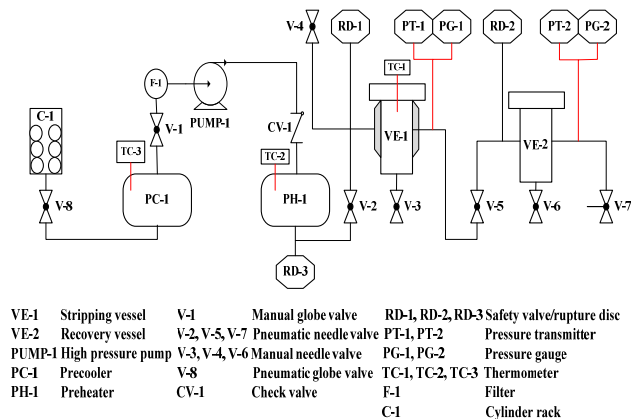 V-4 RD-1 PT-1 PG-1 RD-2 PT-2 PG-2
TC-1
F-1
PUMP-1
C-1
V-1
CV-1
VE-1
VE-2
TC-3
TC-2
V-8
PC-1
PH-1
V-2
V-3
V-5
V-6
V-7
RD-3
VE-1 Stripping vessel V-1 Manual globe valve RD-1, RD-2, RD-3 Safety valve/rupture disc
VE-2 Recovery vessel V-2, V-5, V-7 Pneumatic needle valve PT-1, PT-2 Pressure transmitter
PUMP-1 High pressure pump V-3, V-4, V-6 Manual needle valve PG-1, PG-2 Pressure gauge
PC-1 Precooler V-8 Pneumatic globe valve TC-1, TC-2, TC-3 Thermometer
PH-1 Preheater CV-1 Check valve F-1 Filter
C-1 Cylinder rack